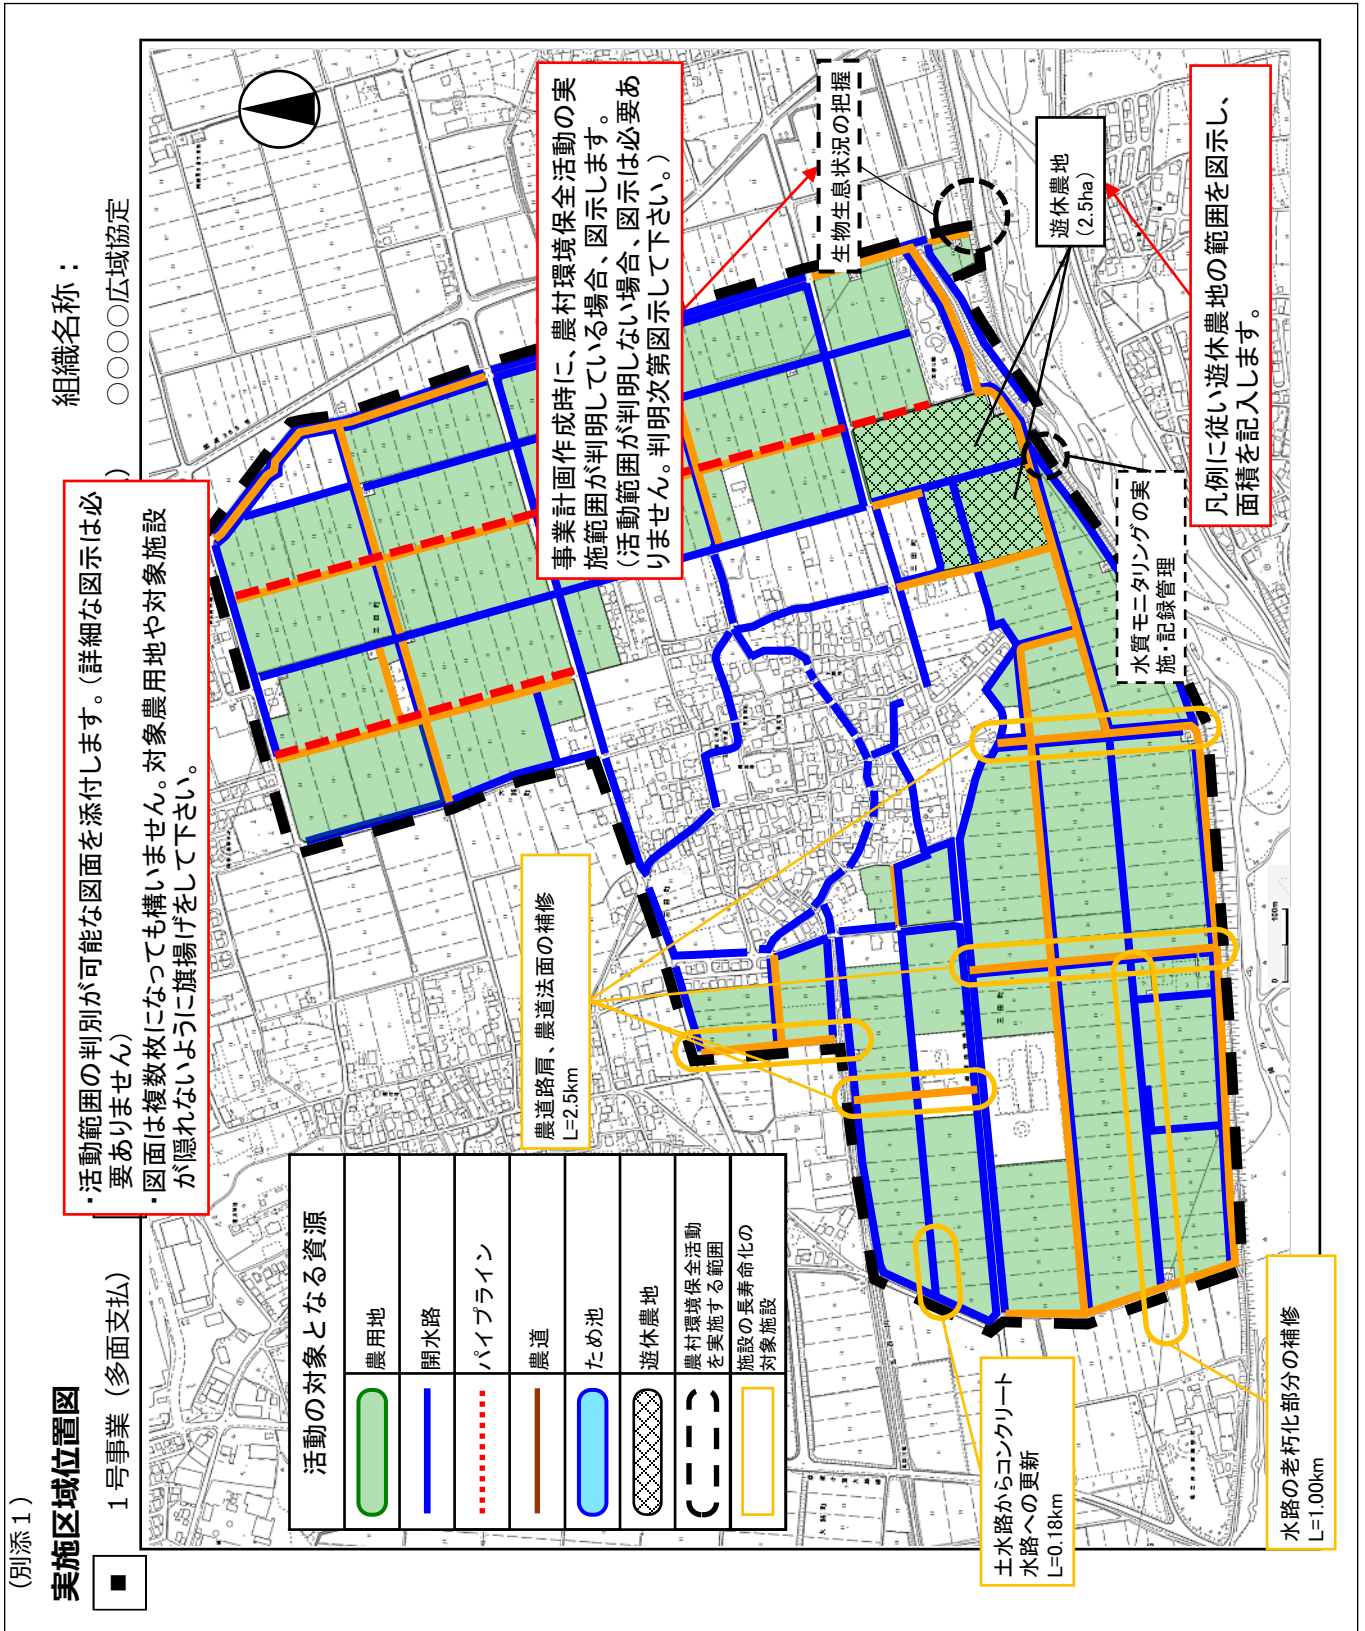 (別添１)
実施区域位置図
■
１号事業（多面支払）
）
組織名称：
○○○○広域協定
・活動範囲の判別が可能な図面を添付します。（詳細な図示は必
要ありません）
・図面は複数枚になっても構いません。対象農用地や対象施設
が隠れないように旗揚げをして下さい。
事業計画作成時に、農村環境保全活動の実
施範囲が判明している場合、図示します。
（活動範囲が判明しない場合、図示は必要あ
りません。判明次第図示して下さい。）
生物生息状況の把握
遊休農地
（2.5ha）
凡例に従い遊休農地の範囲を図示し、
面積を記入します。
水質モニタリングの実
施・記録管理
農道路肩、農道法面の補修
L=2.5km
活動の対象となる資源
農用地
開水路
パイプライン
農道
ため池
遊休農地
農村環境保全活動
を実施する範囲
施設の長寿命化の
対象施設
土水路からコンクリート
水路への更新
L=0.18km
水路の老朽化部分の補修
L=1.00km
0 100m